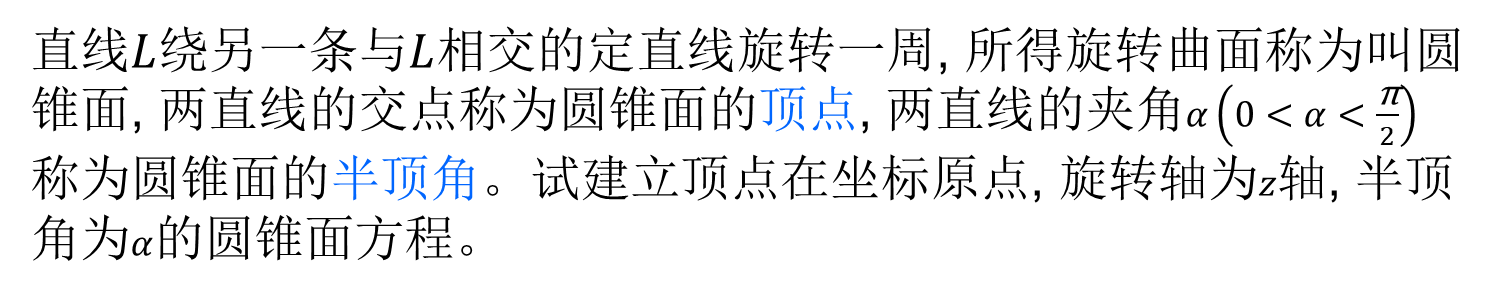 直线L绕另一条与L相交的定直线旋转一周, 所得旋转曲面称为叫圆
锥面, 两直线的交点称为圆锥面的顶点, 两直线的夹角α(0 < α < π/2)
称为圆锥面的半顶角。试建立顶点在坐标原点, 旋转轴为z轴, 半顶
角为α的圆锥面方程。